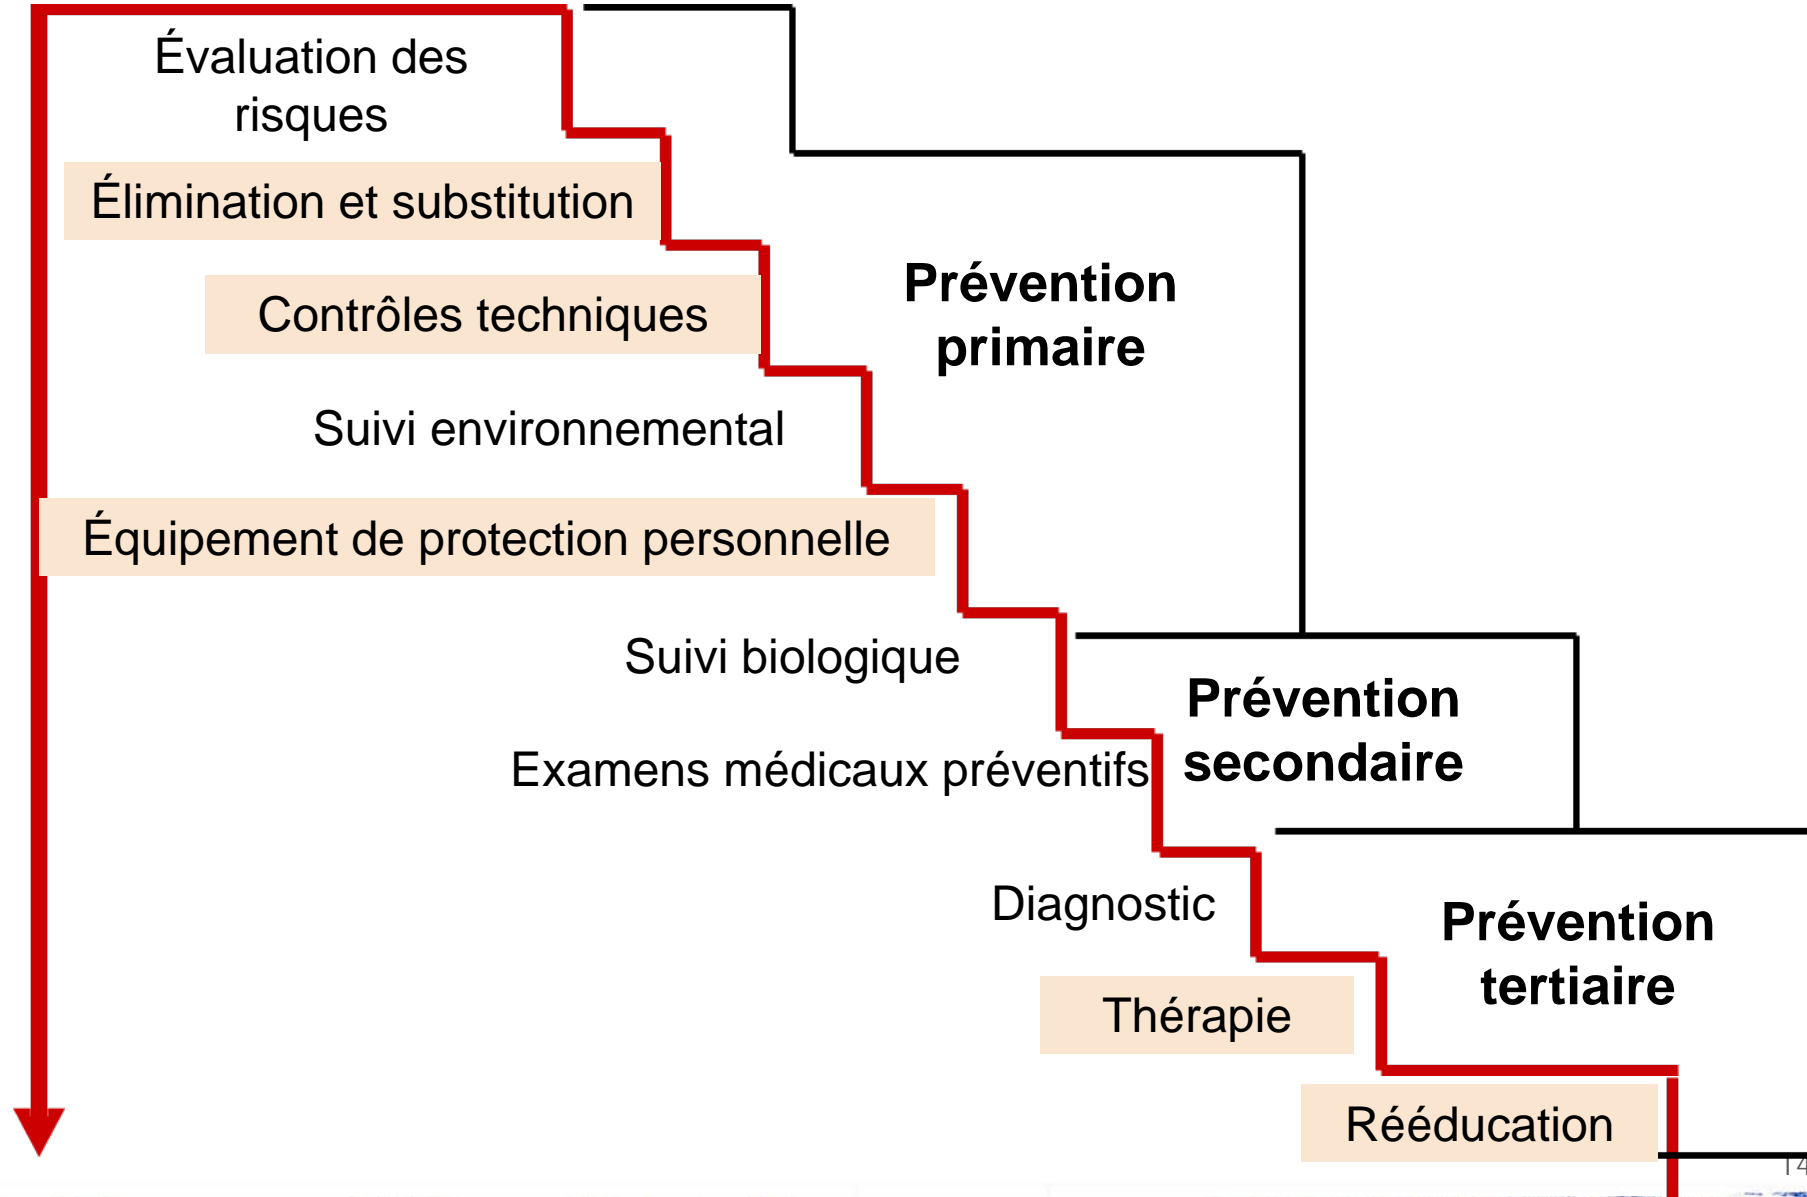 Évaluation des
risques
Élimination et substitution
Contrôles techniques
Prévention
primaire
Suivi environnemental
Équipement de protection personnelle
Suivi biologique
Prévention
secondaire
Examens médicaux préventifs
Diagnostic
Prévention
tertiaire
Thérapie
Rééducation
14